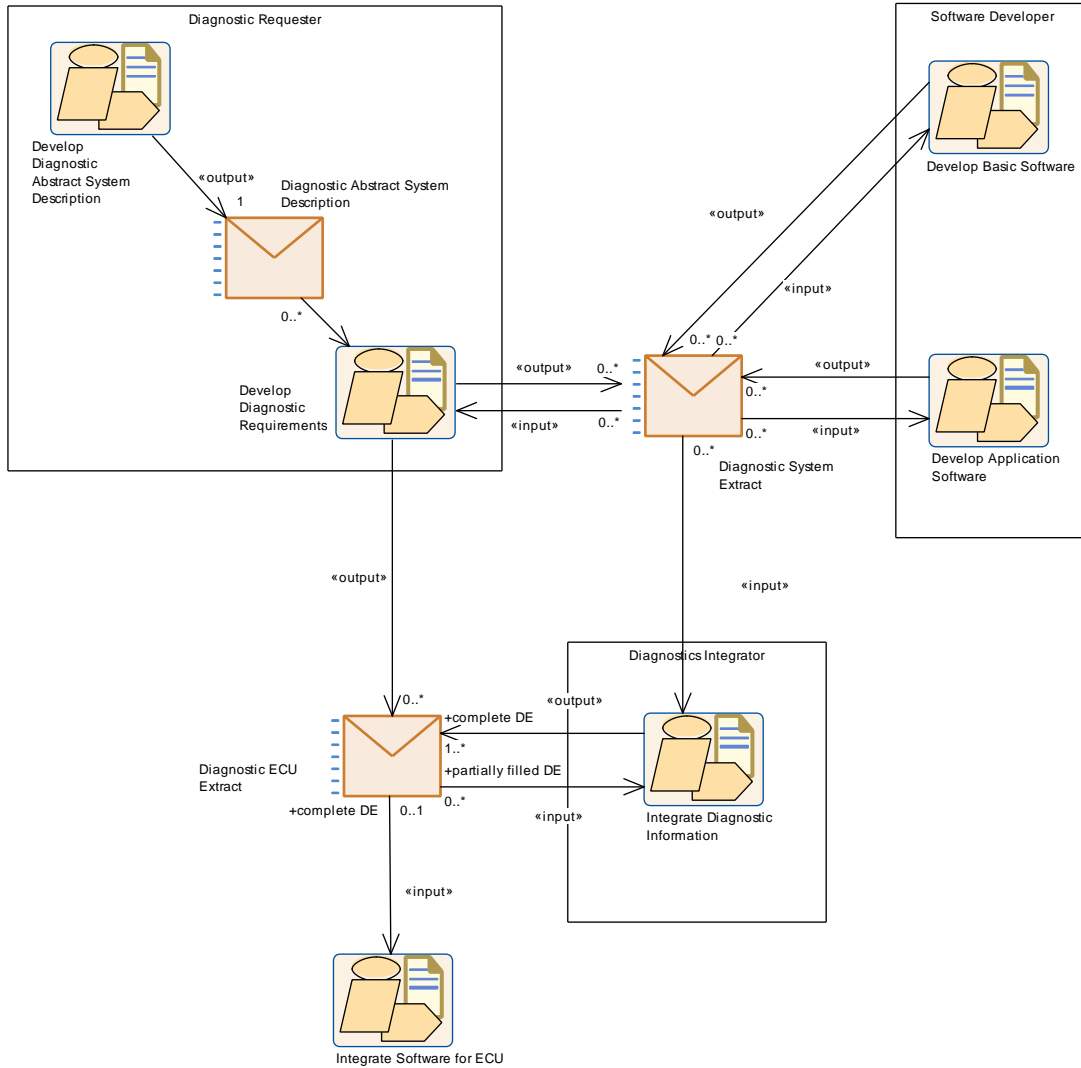 Diagnostic Requester
Software Developer
Develop
Diagnostic
Abstract System
Description
«output»
1
Diagnostic Abstract System
Description
0..*
Develop Basic Software
«output»
«input»
0..*
0..*
Develop
Diagnostic
Requirements
«output»
0..*
«input»
0..*
«output»
0..*
«input»
0..*
0..*
Diagnostic System
Extract
Develop Application
Software
«output»
«input»
0..*
Diagnostics Integrator
«output»
+complete DE
1..*
+partially filled DE
0..*
«input»
Diagnostic ECU
Extract
+complete DE
0..1
Integrate Diagnostic
Information
«input»
Integrate Software for ECU